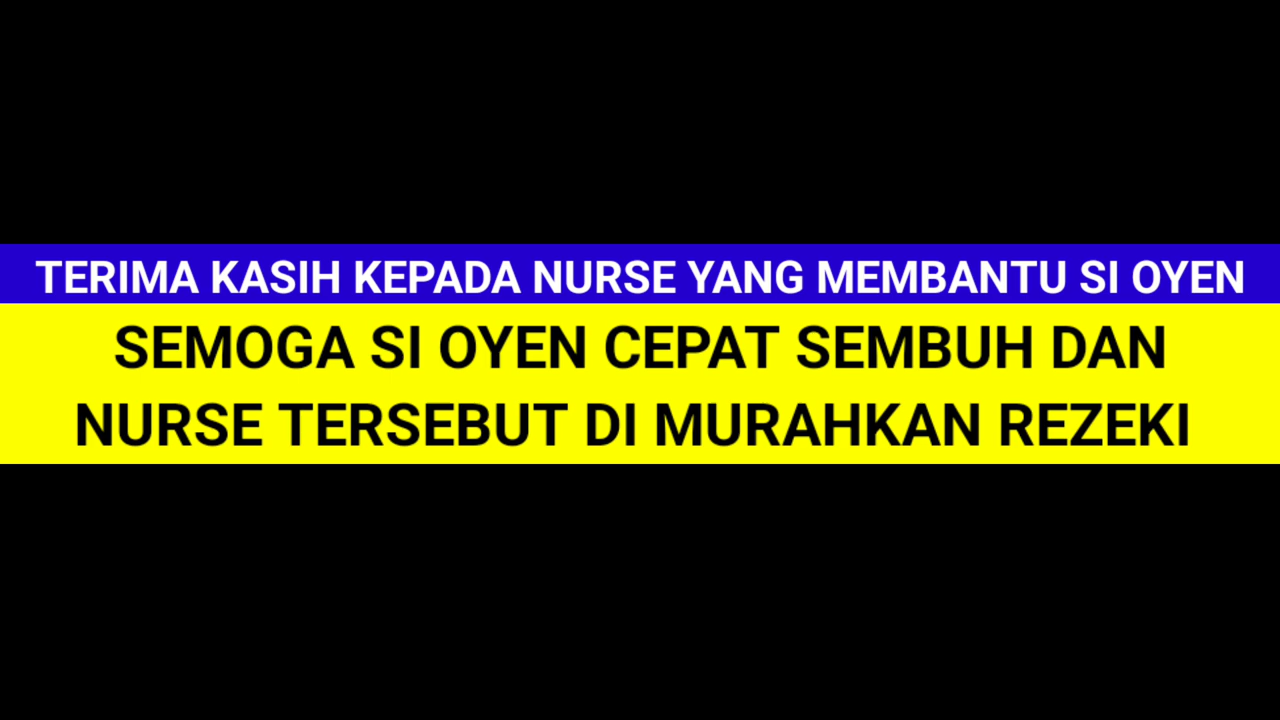 TERIMA KASIH KEPADA NURSE YANG MEMBANTU SI OYEN
SEMOGA SI OYEN CEPAT SEMBUH DAN
NURSE TERSEBUT DI MURAHKAN REZEKI